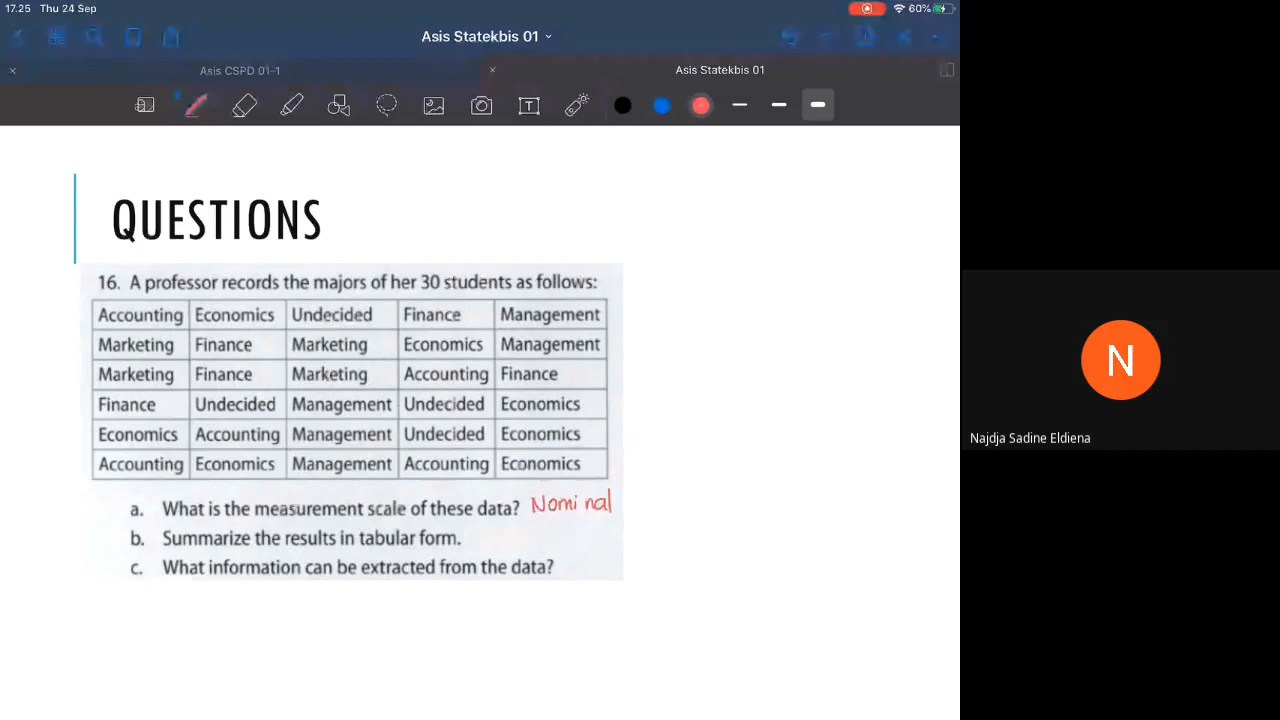 17.25 Thu 24 Sep 60%
Asis Statekbis 01
Asis CSPD 01-1 Asis Statekbis 01
T
QUESTIONS
16. A professor records the majors of her 30 students as follows:
Accounting Economics Undecided Finance Management
Marketing Finance Marketing Economics Management
Marketing Finance Marketing Accounting Finance
Finance Undecided Management Undecided Economics
Economics Accounting Management Undecided Economics
Accounting Economics Management Accounting Economics
a. What is the measurement scale of these data? Nominal
b. Summarize the results in tabular form.
c. What information can be extracted from the data?
N
Najdja Sadine Eldiena